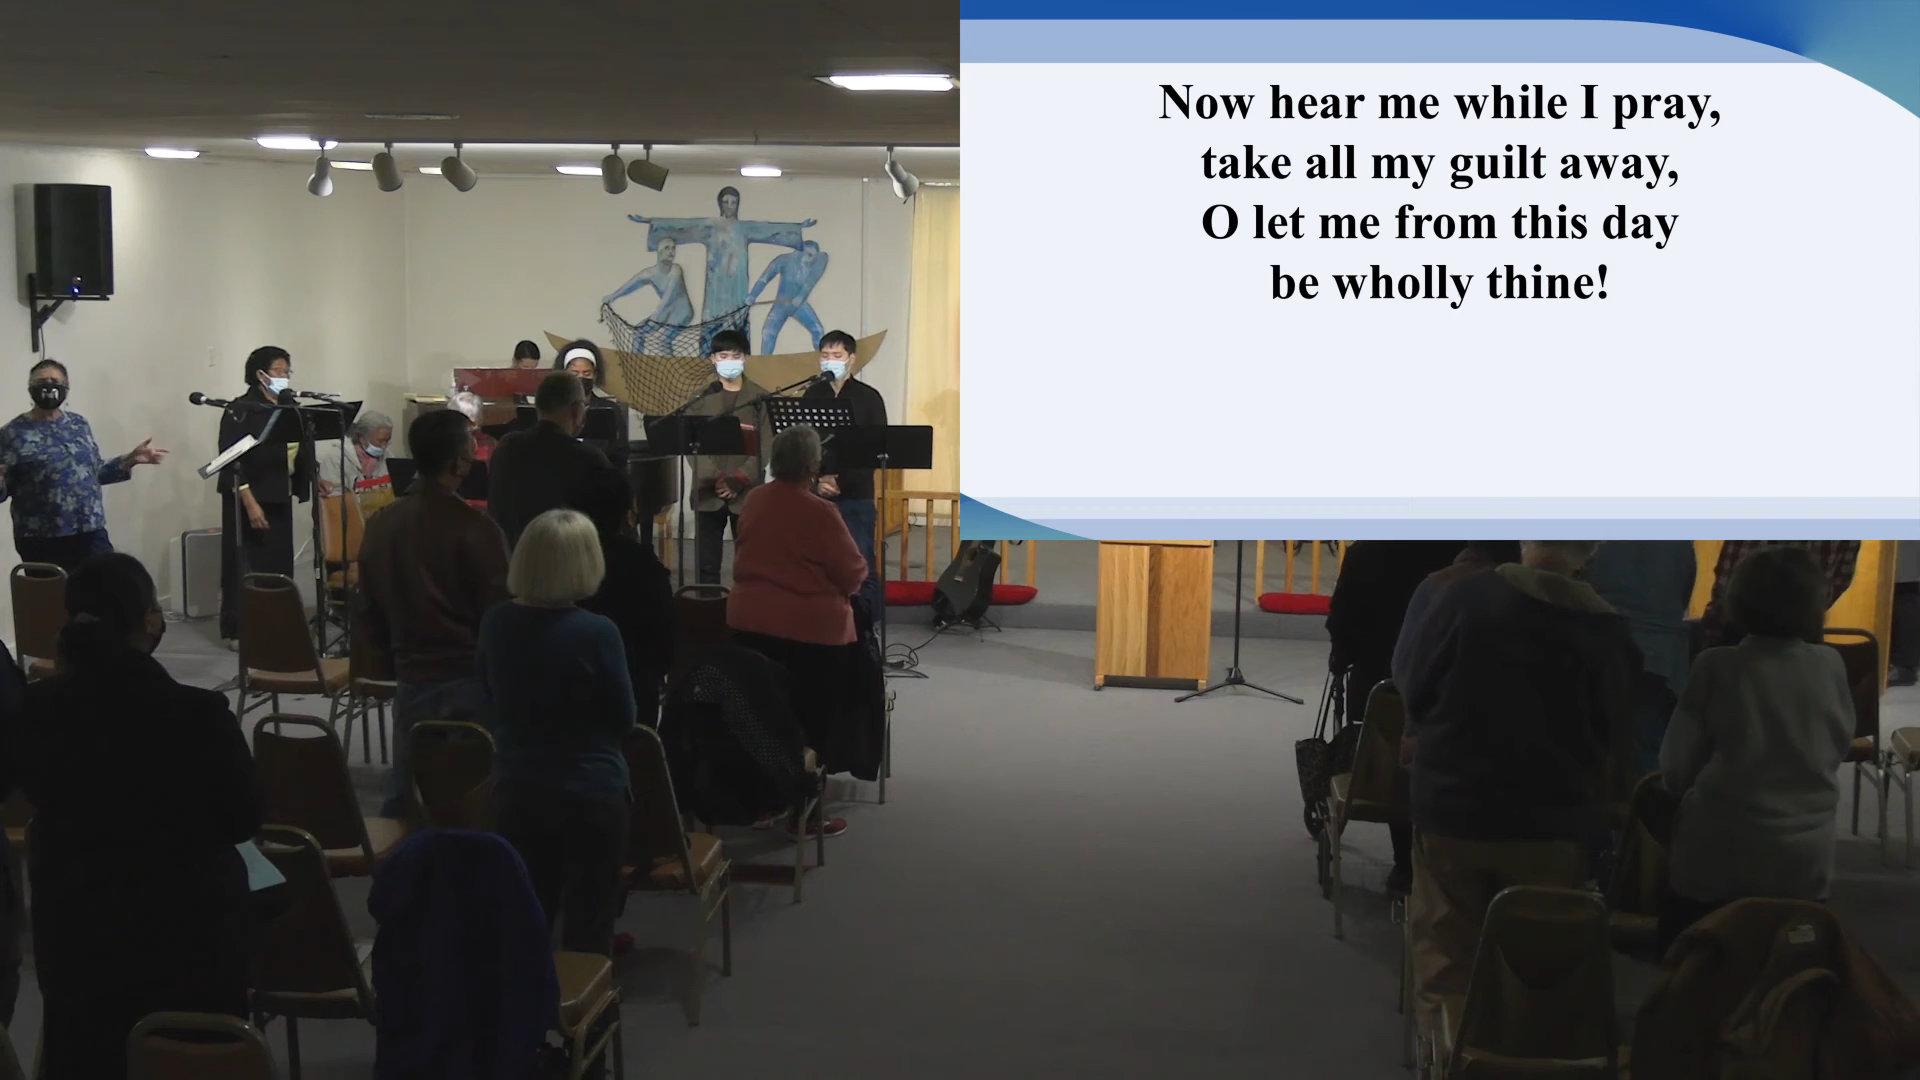 Now hear me while I pray,
take all my guilt away,
O let me from this day
be wholly thine!